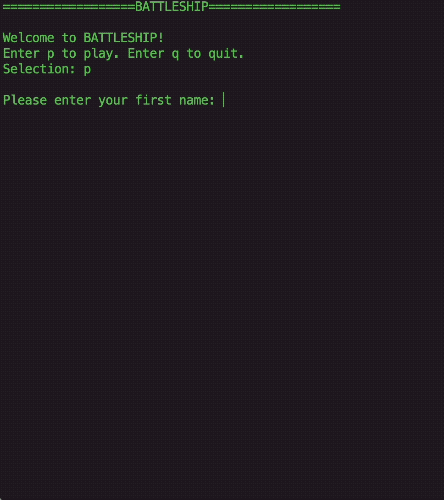 ==================BATTLESHIP==================
Welcome to BATTLESHIP!
Enter p to play. Enter q to quit.
Selection: p
Please enter your first name: